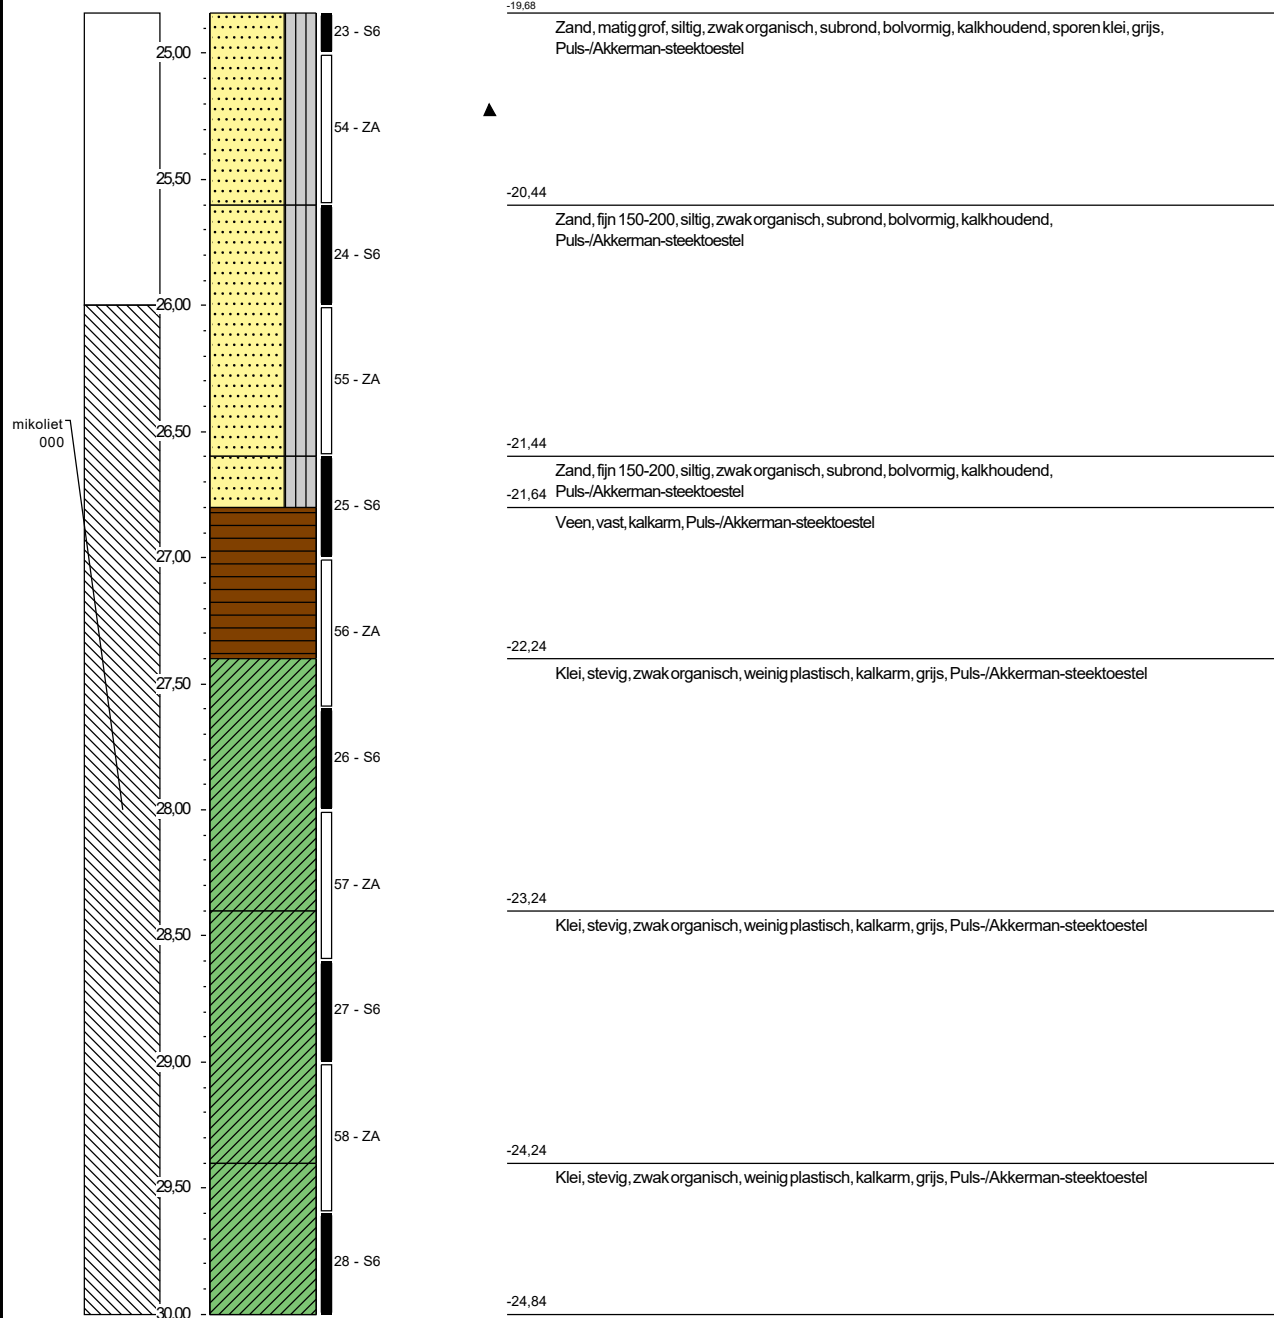 -19,68
23 - S6
Zand, matig grof, siltig, zwak organisch, subrond, bolvormig, kalkhoudend, sporen klei, grijs,
Puls-/Akkerman-steektoestel
25,00
54 - ZA
25,50
-20,44
Zand, fijn 150-200, siltig, zwak organisch, subrond, bolvormig, kalkhoudend,
Puls-/Akkerman-steektoestel
24 - S6
26,00
55 - ZA
mikoliet
000
26,50
-21,44
Zand, fijn 150-200, siltig, zwak organisch, subrond, bolvormig, kalkhoudend,
Puls-/Akkerman-steektoestel
-21,64
25 - S6
Veen, vast, kalkarm, Puls-/Akkerman-steektoestel
27,00
56 - ZA
-22,24
Klei, stevig, zwak organisch, weinig plastisch, kalkarm, grijs, Puls-/Akkerman-steektoestel
27,50
26 - S6
28,00
57 - ZA
-23,24
Klei, stevig, zwak organisch, weinig plastisch, kalkarm, grijs, Puls-/Akkerman-steektoestel
28,50
27 - S6
29,00
58 - ZA
-24,24
Klei, stevig, zwak organisch, weinig plastisch, kalkarm, grijs, Puls-/Akkerman-steektoestel
29,50
28 - S6
-24,84
30,00